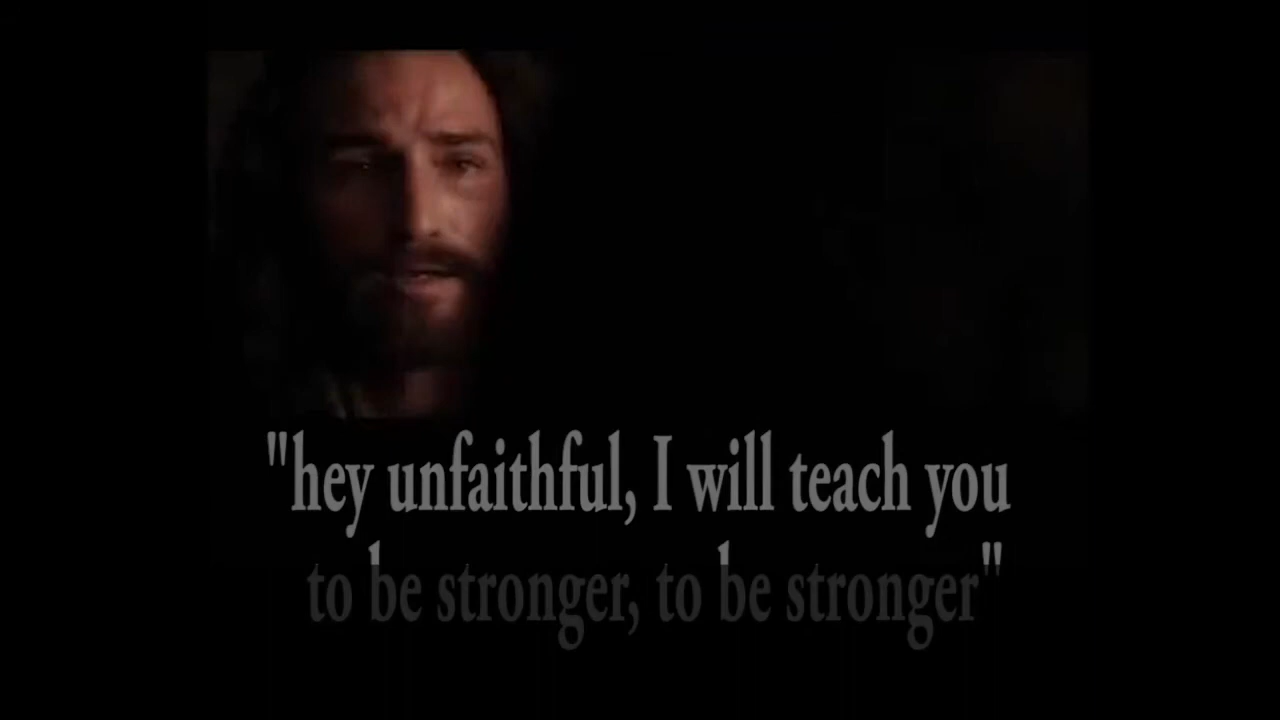 "hey unfaithful, I will teach you
to be stronger, to be stronger"